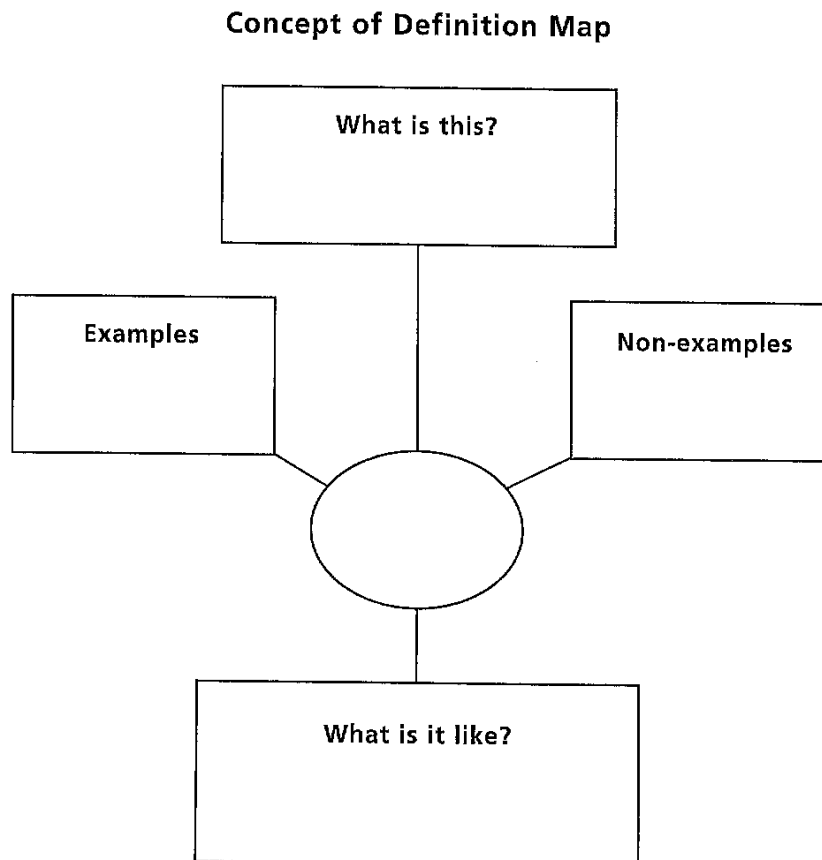 Concept of Definition Map
What is this?
Examples
Non-examples
What is it like?